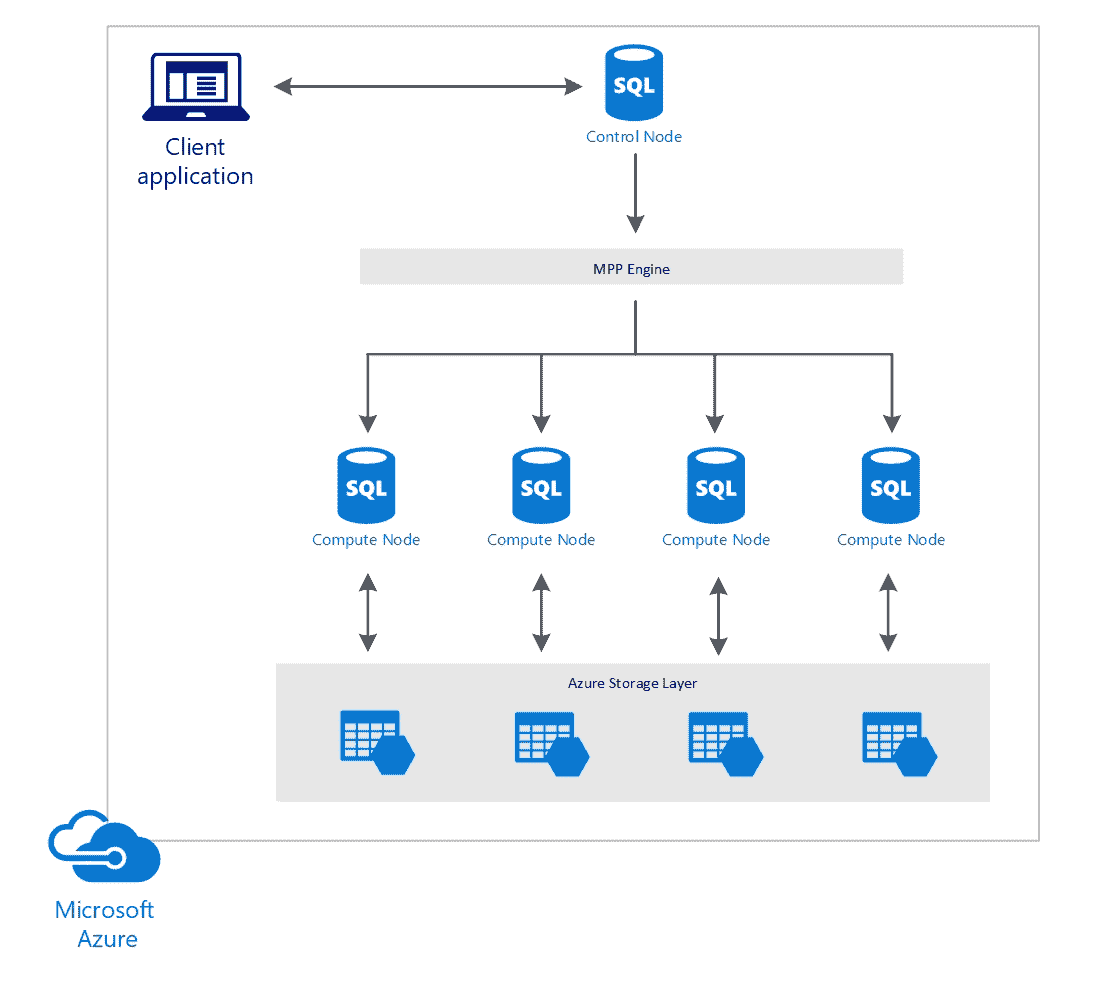 SQL
Control Node
Client
application
MPP Engine
SQL
SQL
SQL
SQL
Compute Node
Compute Node
Compute Node
Compute Node
Azure Storage Layer
Microsoft
Azure